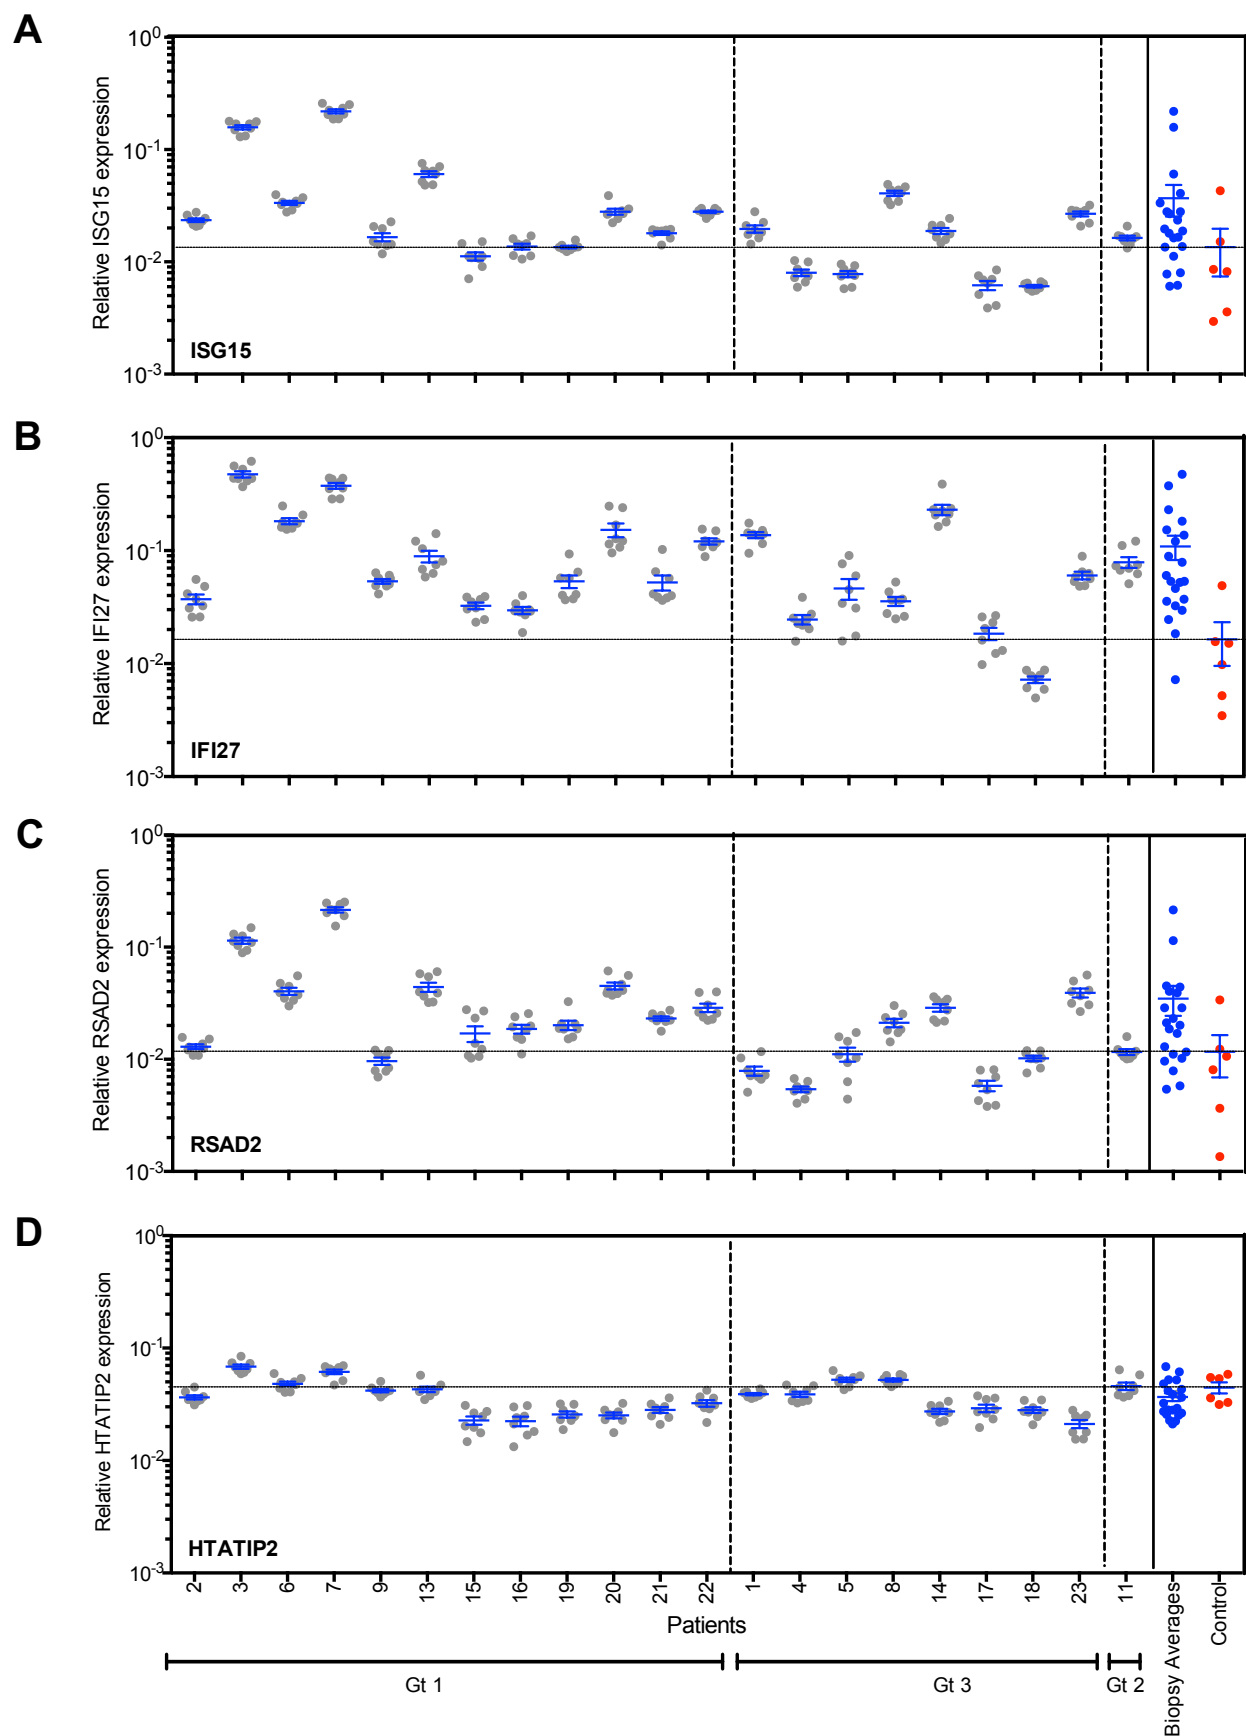 A
Relative ISG15 expression
10^0
10^-1
10^-2
10^-3
ISG15
B
Relative IFI27 expression
10^0
10^-1
10^-2
10^-3
IFI27
C
Relative RSAD2 expression
10^0
10^-1
10^-2
10^-3
RSAD2
D
Relative HTATIP2 expression
10^0
10^-1
10^-2
10^-3
HTATIP2
2 3 6 7 9 13 15 16 19 20 21 22 1 4 5 8 14 17 18 23 11 Biopsy Averages Control
Patients
Gt 1 Gt 3 Gt 2